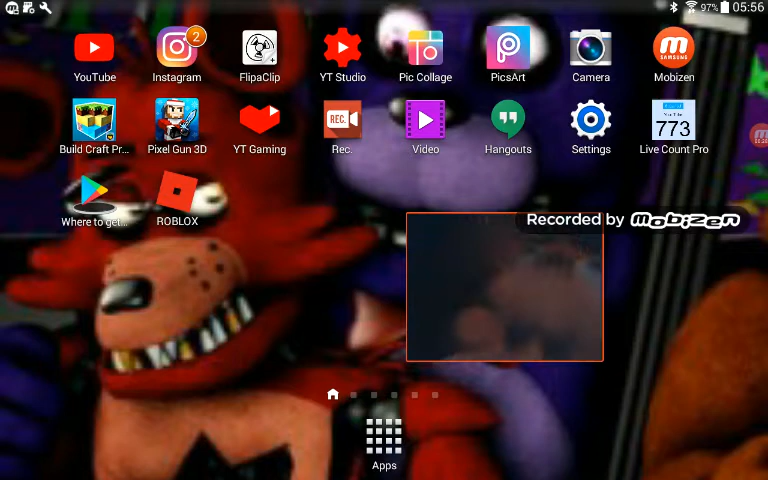 97% 05:56
2
YouTube Instagram FlipaClip YT Studio Pic Collage PicsArt Camera Mobizen
SAMSUNG
REC.
773
Build Craft Pr... Pixel Gun 3D YT Gaming Rec. Video Hangouts Settings Live Count Pro
Where to get... ROBLOX
Recorded by Mobizen
Apps